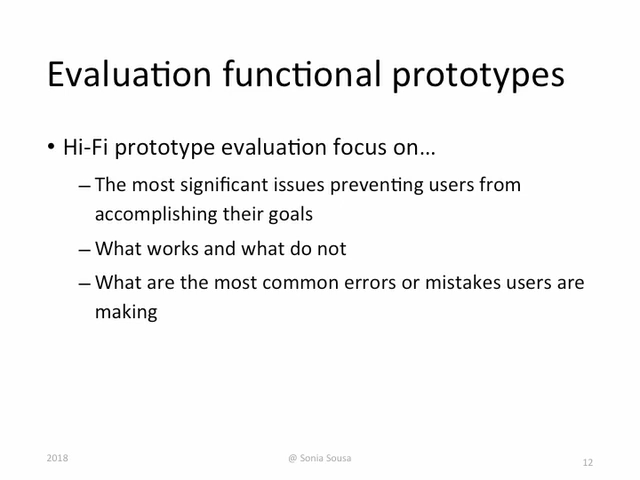 Evaluation functional prototypes
• Hi-Fi prototype evaluation focus on…
– The most significant issues preventing users from
accomplishing their goals
– What works and what do not
– What are the most common errors or mistakes users are
making
2018
@ Sonia Sousa
12